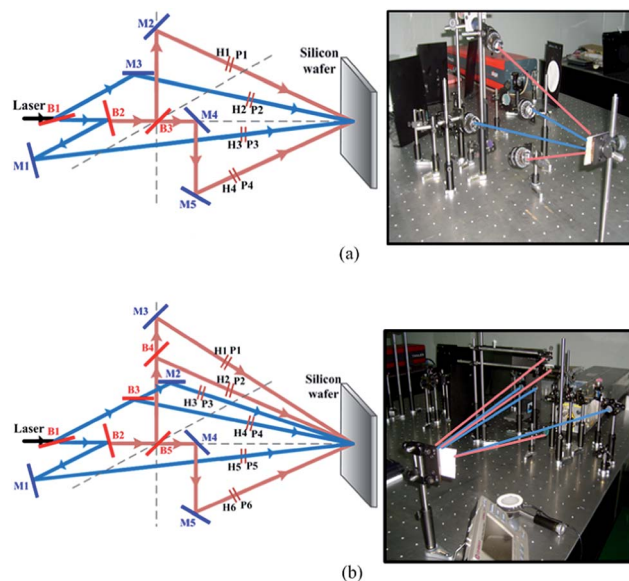 M2
H1 P1
Silicon
wafer
M3
Laser
B1
B2
H2 P2
M4
B3
H3 P3
M1
H4 P4
M5
(a)
M3
H1 P1
B4
Silicon
wafer
M2
H2 P2
B3
H3 P3
Laser
B1
B2
H4 P4
M4
B5
H5 P5
M1
H6 P6
M5
(b)